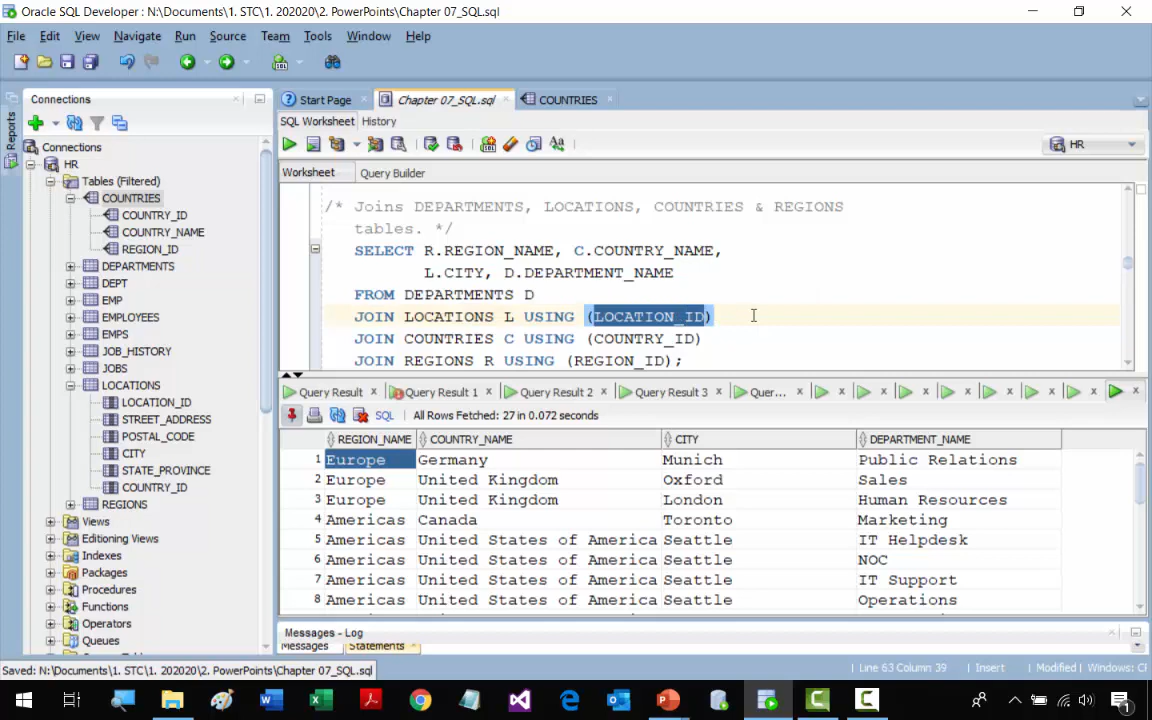 Oracle SQL Developer : N:\Documents\1. STC\1. 202020\2. PowerPoints\Chapter 07_SQL.sql
File Edit View Navigate Run Source Team Tools Window Help
Connections
Start Page
Chapter 07_SQL.sql
COUNTRIES
Reports
SQL Worksheet History
HR
Worksheet Query Builder
Connections
HR
Tables (Filtered)
COUNTRIES
COUNTRY_ID
COUNTRY_NAME
REGION_ID
DEPARTMENTS
DEPT
EMP
EMPLOYEES
EMPS
JOB_HISTORY
JOBS
LOCATIONS
LOCATION_ID
STREET_ADDRESS
POSTAL_CODE
CITY
STATE_PROVINCE
COUNTRY_ID
REGIONS
Views
Editioning Views
Indexes
Packages
Procedures
Functions
Operators
Queues
/* Joins DEPARTMENTS, LOCATIONS, COUNTRIES & REGIONS
tables. */
SELECT R.REGION_NAME, C.COUNTRY_NAME,
L.CITY, D.DEPARTMENT_NAME
FROM DEPARTMENTS D
JOIN LOCATIONS L USING (LOCATION_ID)
JOIN COUNTRIES C USING (COUNTRY_ID)
JOIN REGIONS R USING (REGION_ID);
Query Result Query Result 1 Query Result 2 Query Result 3 Quer...
SQL All Rows Fetched: 27 in 0.072 seconds
REGION_NAME COUNTRY_NAME CITY DEPARTMENT_NAME
1 Europe Germany Munich Public Relations
2 Europe United Kingdom Oxford Sales
3 Europe United Kingdom London Human Resources
4 Americas Canada Toronto Marketing
5 Americas United States of America Seattle IT Helpdesk
6 Americas United States of America Seattle NOC
7 Americas United States of America Seattle IT Support
8 Americas United States of America Seattle Operations
Messages - Log
Messages Statements
Saved: N:\Documents\1. STC\1. 202020\2. PowerPoints\Chapter 07_SQL.sql
Line 63 Column 39 Insert Modified Windows: CF
1